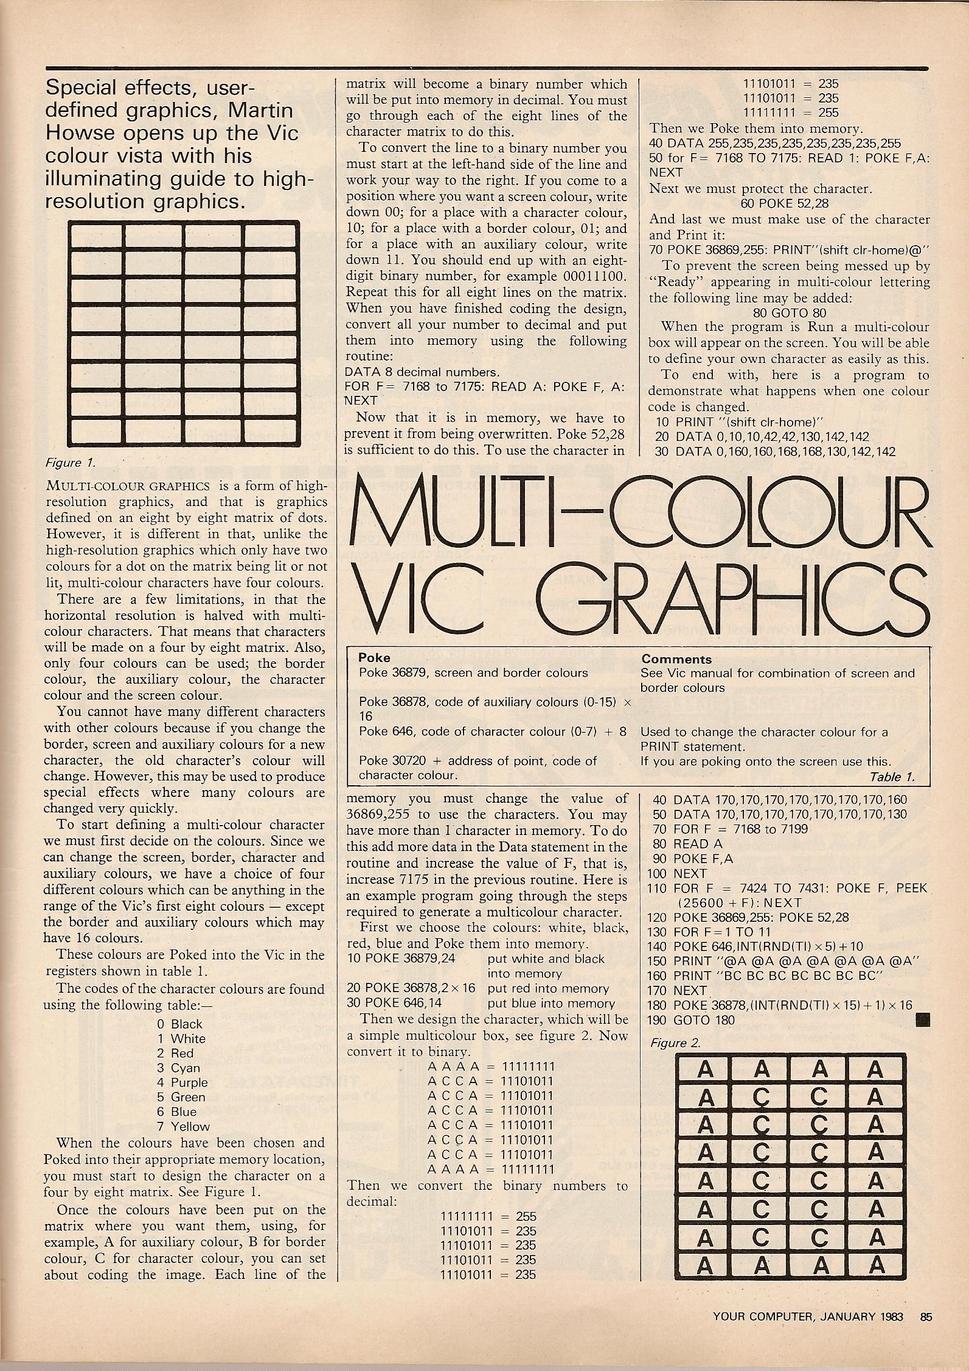 Special effects, user-
defined graphics, Martin
Howse opens up the Vic
colour vista with his
illuminating guide to high-
resolution graphics.
Figure 1.
MULTI-COLOUR GRAPHICS is a form of high-
resolution graphics, and that is graphics
defined on an eight by eight matrix of dots.
However, it is different in that, unlike the
high-resolution graphics which only have two
colours for a dot on the matrix being lit or not
lit, multi-colour characters have four colours.
There are a few limitations, in that the
horizontal resolution is halved with multi-
colour characters. That means that characters
will be made on a four by eight matrix. Also,
only four colours can be used; the border
colour, the auxiliary colour, the character
colour and the screen colour.
You cannot have many different characters
with other colours because if you change the
border, screen and auxiliary colours for a new
character, the old character's colour will
change. However, this may be used to produce
special effects where many colours are
changed very quickly.
To start defining a multi-colour character
we must first decide on the colours. Since we
can change the screen, border, character and
auxiliary colours, we have a choice of four
different colours which can be anything in the
range of the Vic's first eight colours — except
the border and auxiliary colours which may
have 16 colours.
These colours are Poked into the Vic in the
registers shown in table 1.
The codes of the character colours are found
using the following table:—
0 Black
1 White
2 Red
3 Cyan
4 Purple
5 Green
6 Blue
7 Yellow
When the colours have been chosen and
Poked into their appropriate memory location,
you must start to design the character on a
four by eight matrix. See Figure 1.
Once the colours have been put on the
matrix where you want them, using, for
example, A for auxiliary colour, B for border
colour, C for character colour, you can set
about coding the image. Each line of the
matrix will become a binary number which
will be put into memory in decimal. You must
go through each of the eight lines of the
character matrix to do this.
To convert the line to a binary number you
must start at the left-hand side of the line and
work your way to the right. If you come to a
position where you want a screen colour, write
down 00; for a place with a character colour,
10; for a place with a border colour, 01; and
for a place with an auxiliary colour, write
down 11. You should end up with an eight-
digit binary number, for example 00011100.
Repeat this for all eight lines on the matrix.
When you have finished coding the design,
convert all your number to decimal and put
them into memory using the following
routine:
DATA 8 decimal numbers.
FOR F= 7168 to 7175: READ A: POKE F, A:
NEXT
Now that it is in memory, we have to
prevent it from being overwritten. Poke 52,28
is sufficient to do this. To use the character in
11101011 = 235
11101011 = 235
11111111 = 255
Then we Poke them into memory.
40 DATA 255,235,235,235,235,235,235,255
50 for F= 7168 TO 7175: READ 1: POKE F,A:
NEXT
Next we must protect the character.
60 POKE 52,28
And last we must make use of the character
and Print it:
70 POKE 36869,255: PRINT"(shift clr-home)@"
To prevent the screen being messed up by
"Ready" appearing in multi-colour lettering
the following line may be added:
80 GOTO 80
When the program is Run a multi-colour
box will appear on the screen. You will be able
to define your own character as easily as this.
To end with, here is a program to
demonstrate what happens when one colour
code is changed.
10 PRINT "(shift clr-home)"
20 DATA 0,10,10,42,42,130,142,142
30 DATA 0,160,160,168,168,130,142,142
MULTI-COLOUR
VIC GRAPHICS
Poke Comments
Poke 36879, screen and border colours See Vic manual for combination of screen and
border colours
Poke 36878, code of auxiliary colours (0-15) ×
16
Poke 646, code of character colour (0-7) + 8 Used to change the character colour for a
PRINT statement.
Poke 30720 + address of point, code of If you are poking onto the screen use this.
character colour. Table 1.
memory you must change the value of
36869,255 to use the characters. You may
have more than 1 character in memory. To do
this add more data in the Data statement in the
routine and increase the value of F, that is,
increase 7175 in the previous routine. Here is
an example program going through the steps
required to generate a multicolour character.
First we choose the colours: white, black,
red, blue and Poke them into memory.
10 POKE 36879,24 put white and black
into memory
20 POKE 36878,2 × 16 put red into memory
30 POKE 646,14 put blue into memory
Then we design the character, which will be
a simple multicolour box, see figure 2. Now
convert it to binary.
A A A A = 11111111
A C C A = 11101011
A C C A = 11101011
A C C A = 11101011
A C C A = 11101011
A C C A = 11101011
A C C A = 11101011
A A A A = 11111111
Then we convert the binary numbers to
decimal:
11111111 = 255
11101011 = 235
11101011 = 235
11101011 = 235
11101011 = 235
40 DATA 170,170,170,170,170,170,170,160
50 DATA 170,170,170,170,170,170,170,130
70 FOR F = 7168 to 7199
80 READ A
90 POKE F,A
100 NEXT
110 FOR F = 7424 TO 7431: POKE F, PEEK
(25600 + F): NEXT
120 POKE 36869,255: POKE 52,28
130 FOR F=1 TO 11
140 POKE 646,INT(RND(TI) × 5) + 10
150 PRINT "@A @A @A @A @A @A @A"
160 PRINT "BC BC BC BC BC BC BC"
170 NEXT
180 POKE 36878,(INT(RND(TI) × 15) + 1) × 16
190 GOTO 180
Figure 2.
A A A A
A C C A
A C C A
A C C A
A C C A
A C C A
A C C A
A A A A
YOUR COMPUTER, JANUARY 1983 85